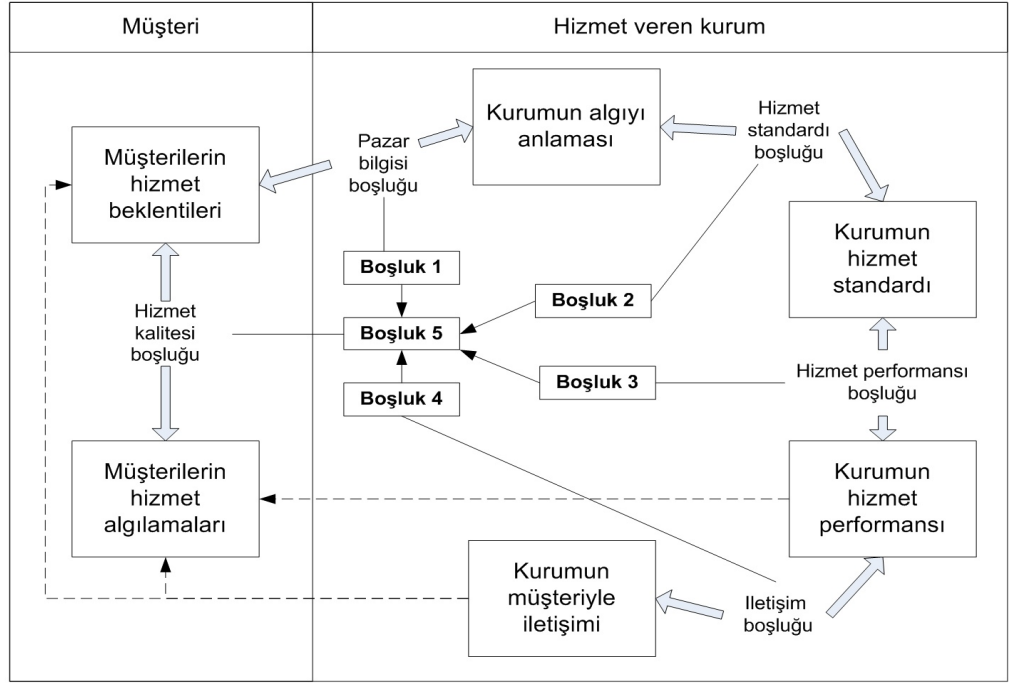 Müşteri
Hizmet veren kurum
Müşterilerin
hizmet
beklentileri
Pazar
bilgisi
boşluğu
Kurumun algıyı
anlaması
Hizmet
standardı
boşluğu
Kurumun
hizmet
standardı
Boşluk 1
Boşluk 2
Boşluk 5
Boşluk 3
Boşluk 4
Hizmet
kalitesi
boşluğu
Hizmet performansı
boşluğu
Müşterilerin
hizmet
algılamaları
Kurumun
hizmet
performansı
Kurumun
müşteriyle
iletişimi
Iletişim
boşluğu